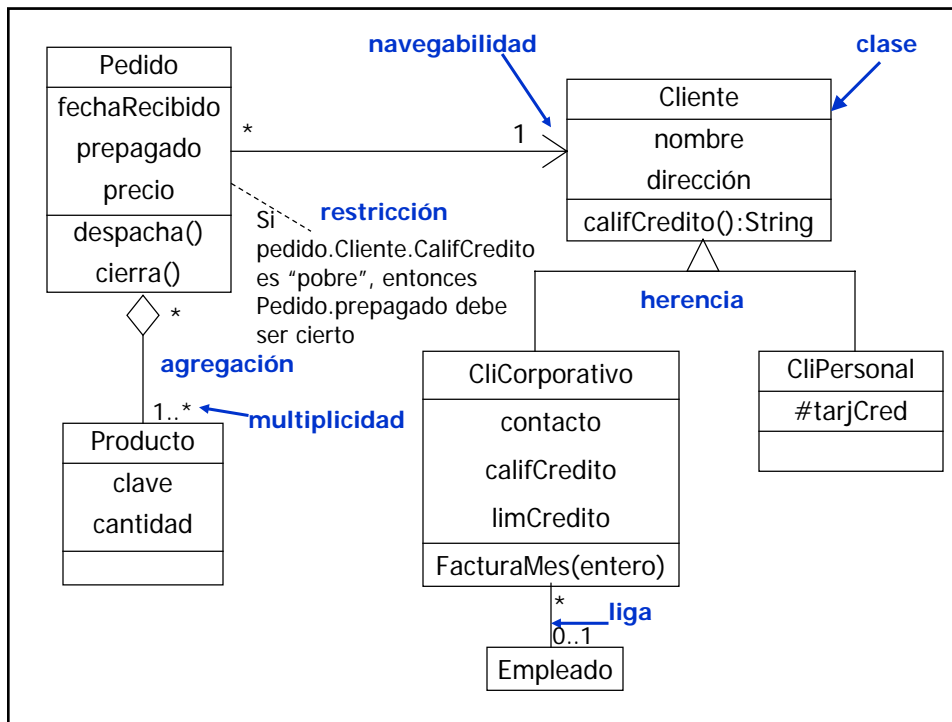 navegabilidad
clase
Pedido
fechaRecibido
prepagado
precio
despacha()
cierra()
*
1
Cliente
nombre
dirección
califCredito():String
restricción
Si
pedido.Cliente.CalifCredito
es “pobre”, entonces
Pedido.prepagado debe
ser cierto
herencia
*
agregación
1..*
multiplicidad
Producto
clave
cantidad
CliCorporativo
contacto
califCredito
limCredito
FacturaMes(entero)
CliPersonal
#tarjCred
*
liga
0..1
Empleado